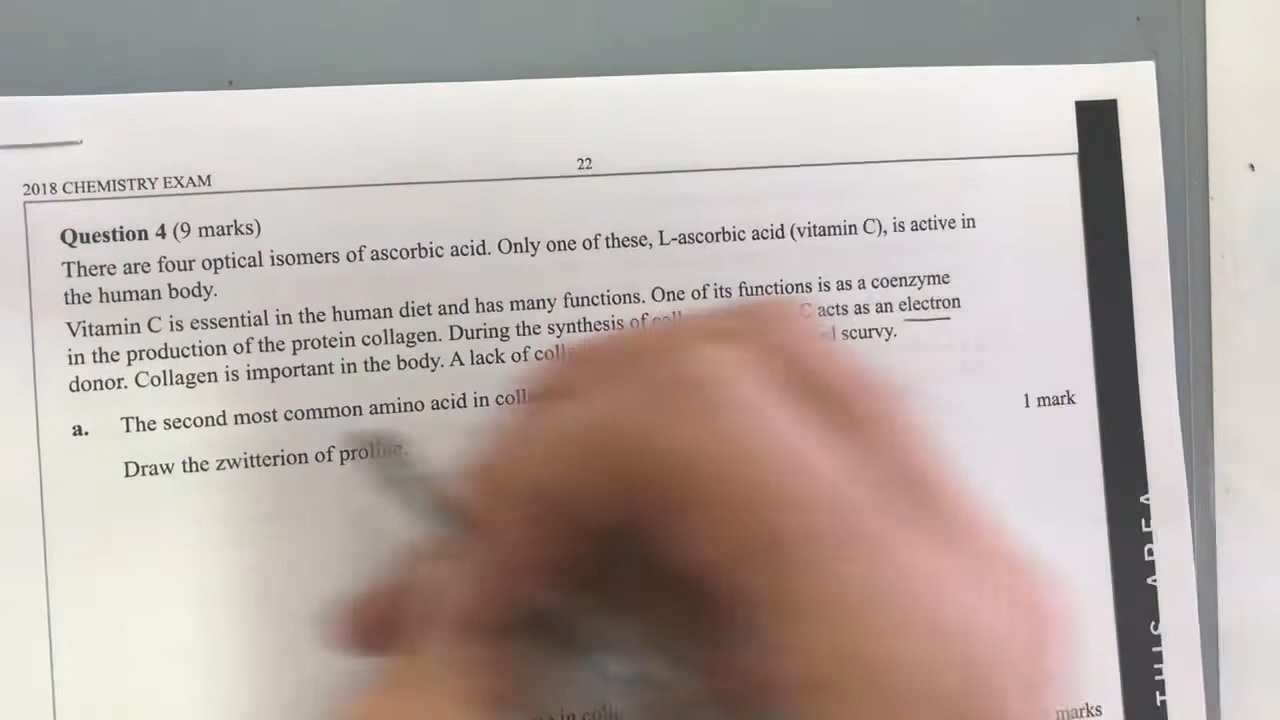 2018 CHEMISTRY EXAM
22
Question 4 (9 marks)
There are four optical isomers of ascorbic acid. Only one of these, L-ascorbic acid (vitamin C), is active in
the human body.
Vitamin C is essential in the human diet and has many functions. One of its functions is as a coenzyme
in the production of the protein collagen. During the synthesis of C acts as an electron
donor. Collagen is important in the body. A lack of scurvy.
a. The second most common amino acid in
1 mark
Draw the zwitterion of proline.
in
marks
THIS AREA